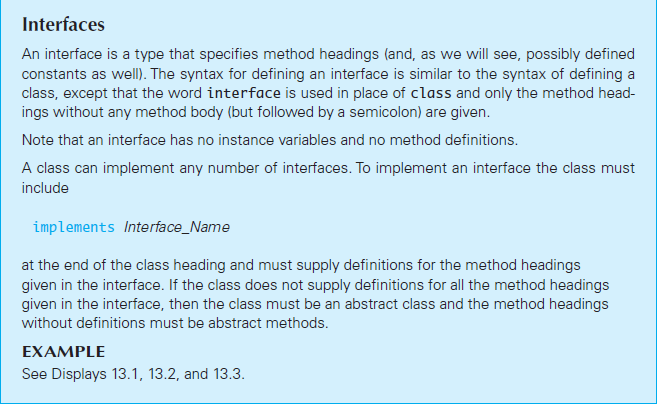 Interfaces
An interface is a type that specifies method headings (and, as we will see, possibly defined
constants as well). The syntax for defining an interface is similar to the syntax of defining a
class, except that the word interface is used in place of class and only the method head-
ings without any method body (but followed by a semicolon) are given.
Note that an interface has no instance variables and no method definitions.
A class can implement any number of interfaces. To implement an interface the class must
include
implements Interface_Name
at the end of the class heading and must supply definitions for the method headings
given in the interface. If the class does not supply definitions for all the method headings
given in the interface, then the class must be an abstract class and the method headings
without definitions must be abstract methods.
EXAMPLE
See Displays 13.1, 13.2, and 13.3.